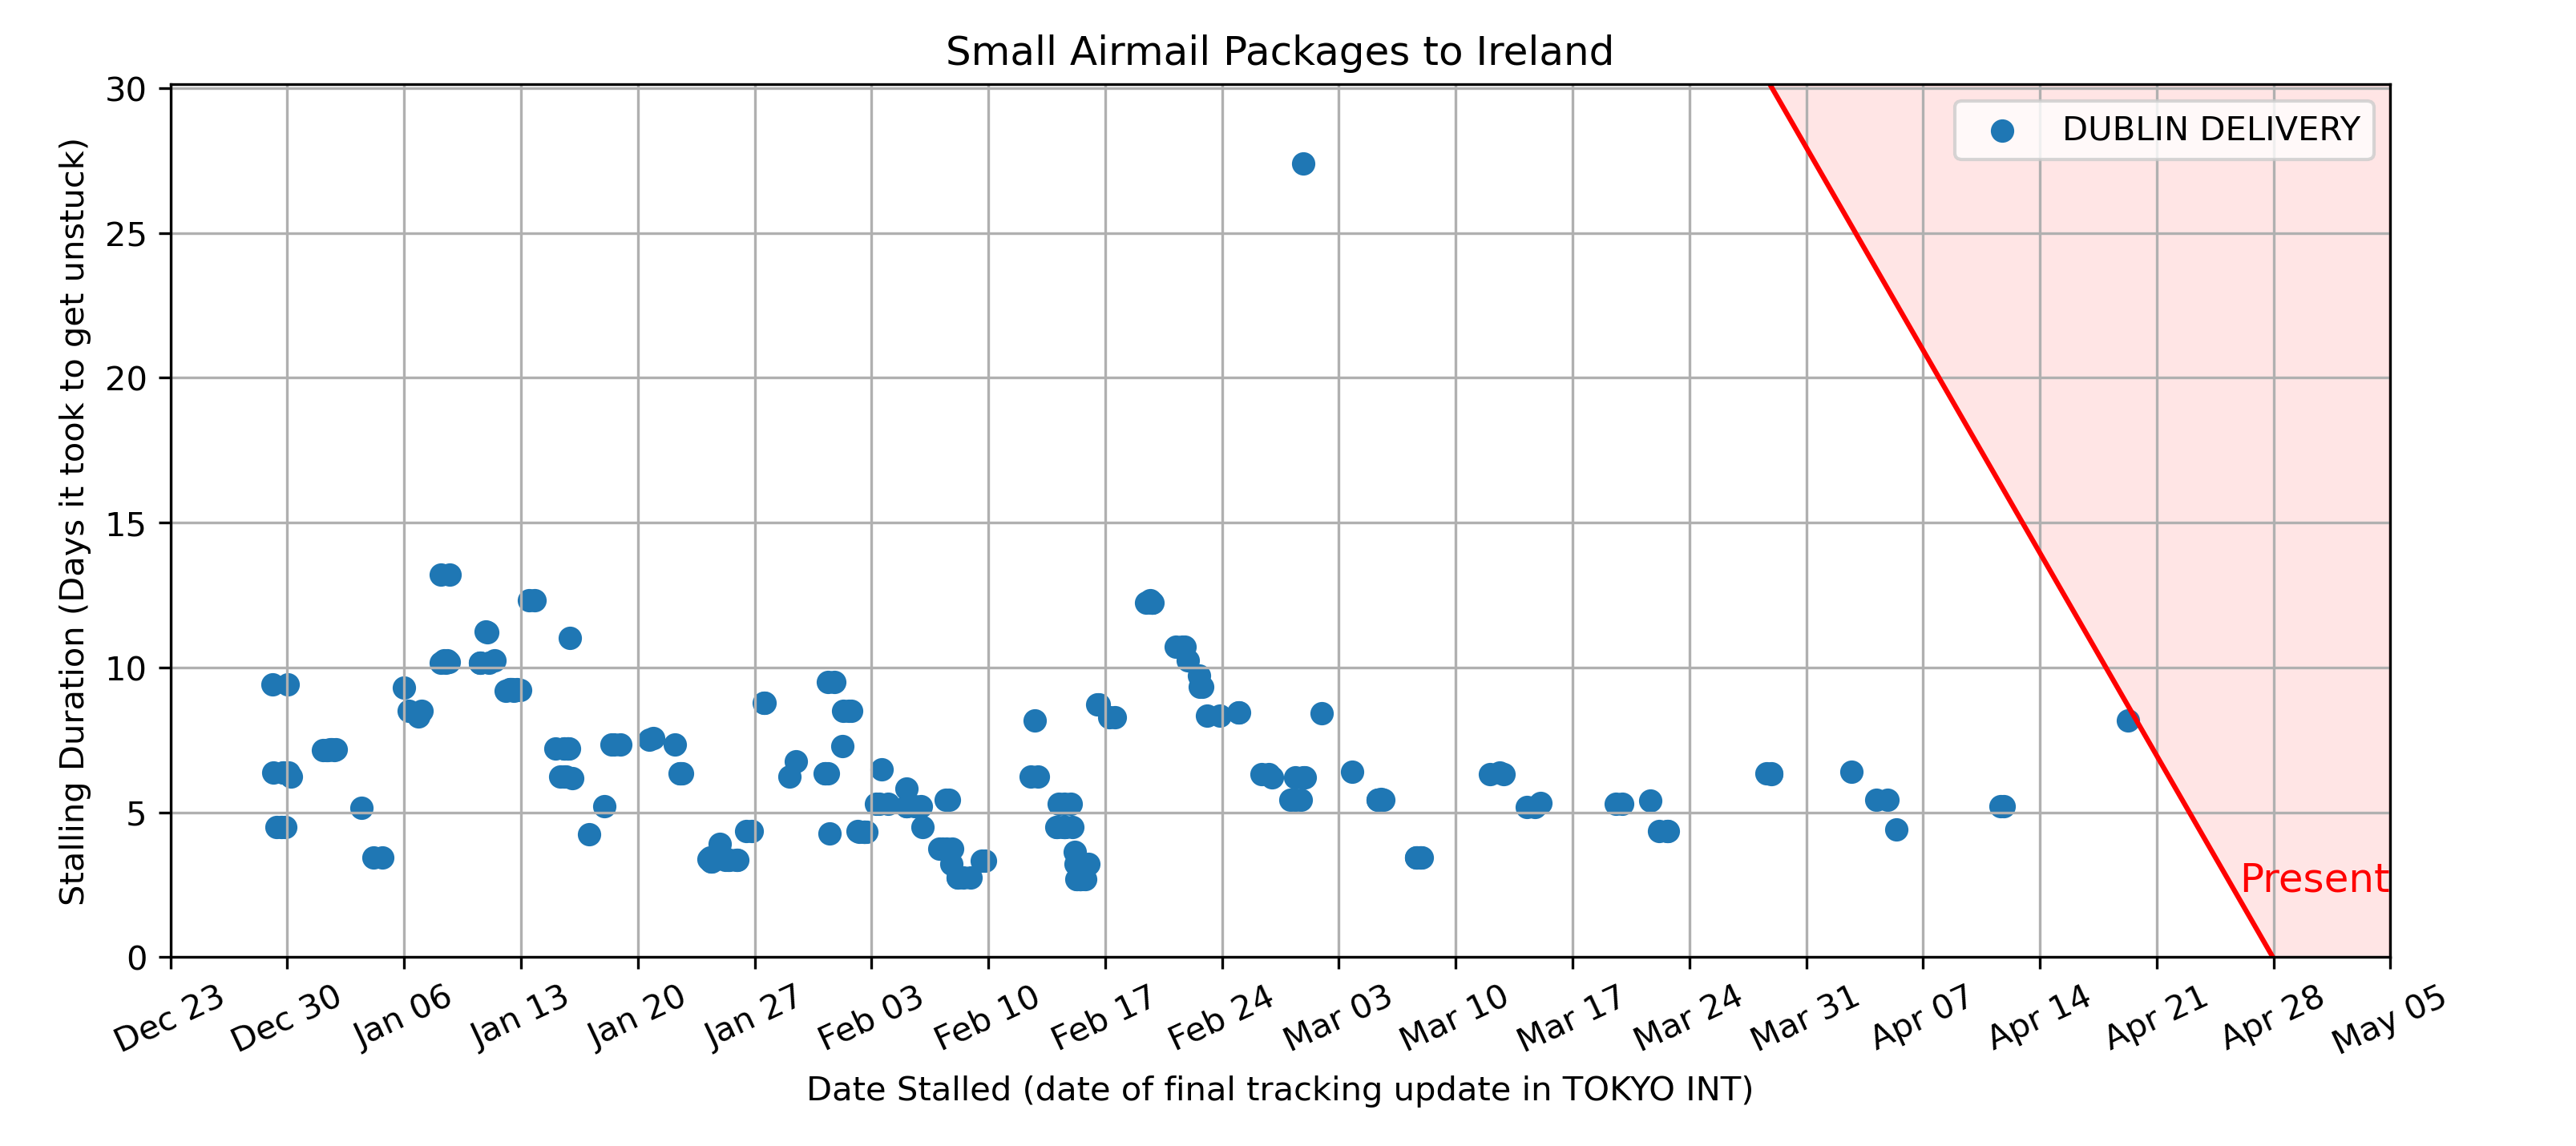 Small Airmail Packages to Ireland
30
25
20
15
10
5
0
Stalling Duration (Days it took to get unstuck)
DUBLIN DELIVERY
Present
Dec 23
Dec 30
Jan 06
Jan 13
Jan 20
Jan 27
Feb 03
Feb 10
Feb 17
Feb 24
Mar 03
Mar 10
Mar 17
Mar 24
Mar 31
Apr 07
Apr 14
Apr 21
Apr 28
May 05
Date Stalled (date of final tracking update in TOKYO INT)